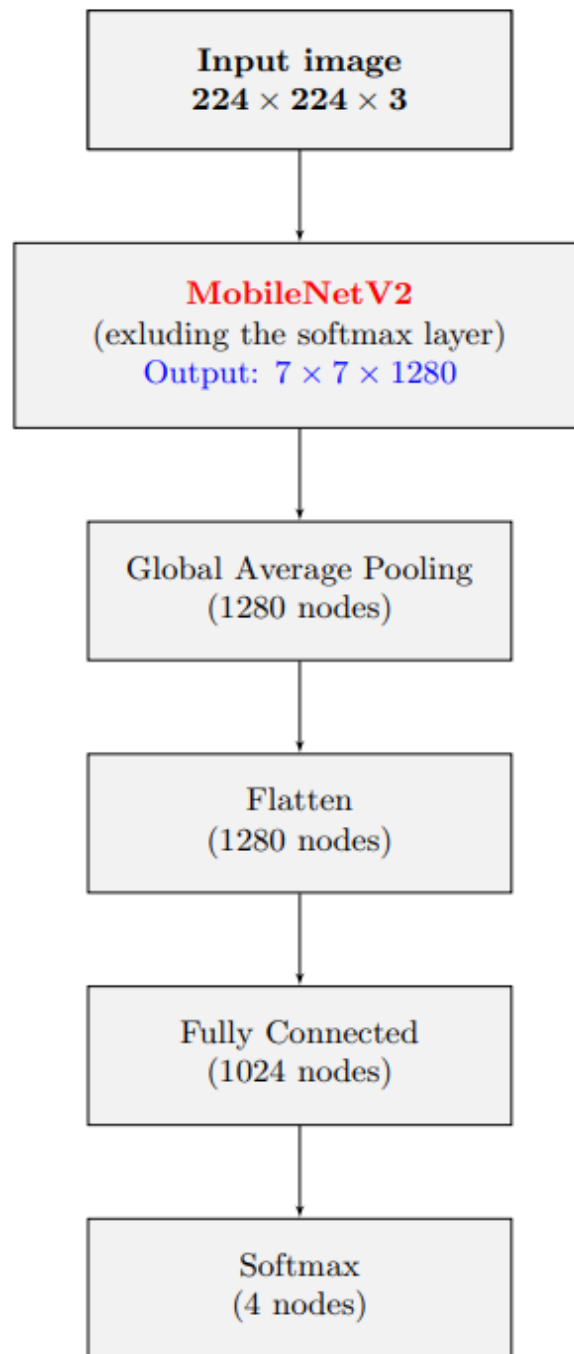 Input image
224 × 224 × 3
MobileNetV2
(exluding the softmax layer)
Output: 7 × 7 × 1280
Global Average Pooling
(1280 nodes)
Flatten
(1280 nodes)
Fully Connected
(1024 nodes)
Softmax
(4 nodes)